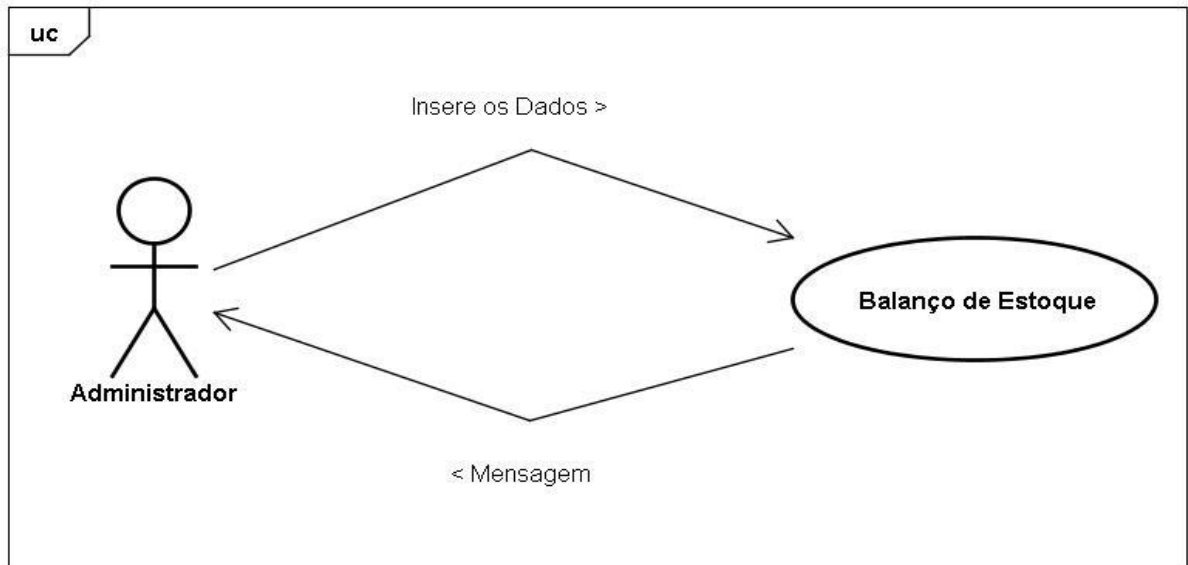 uc
Insere os Dados >
Balanço de Estoque
Administrador
< Mensagem